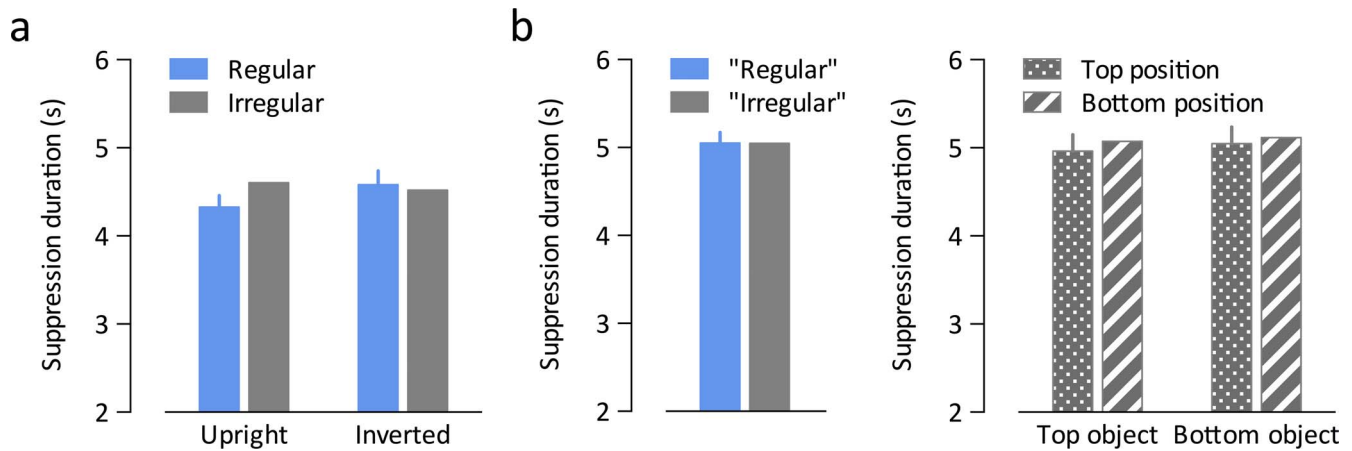 a
Suppression duration (s)
6
5
4
3
2
Regular
Irregular
Upright
Inverted
b
Suppression duration (s)
6
5
4
3
2
"Regular"
"Irregular"
Suppression duration (s)
6
5
4
3
2
Top position
Bottom position
Top object
Bottom object